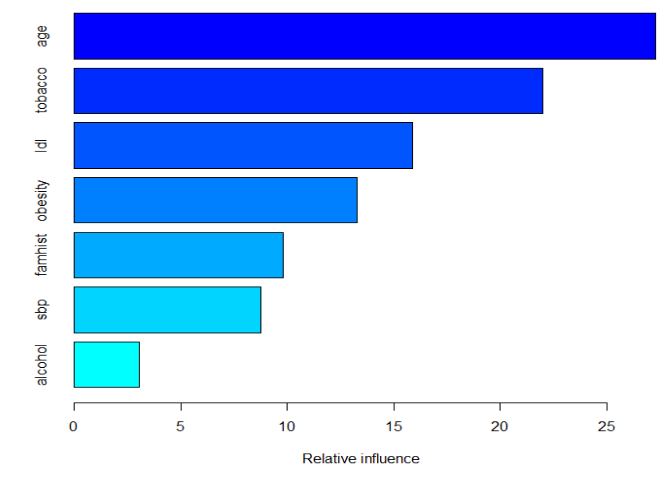 age
tobacco
ldl
obesity
famhist
sbp
alcohol
0 5 10 15 20 25
Relative influence